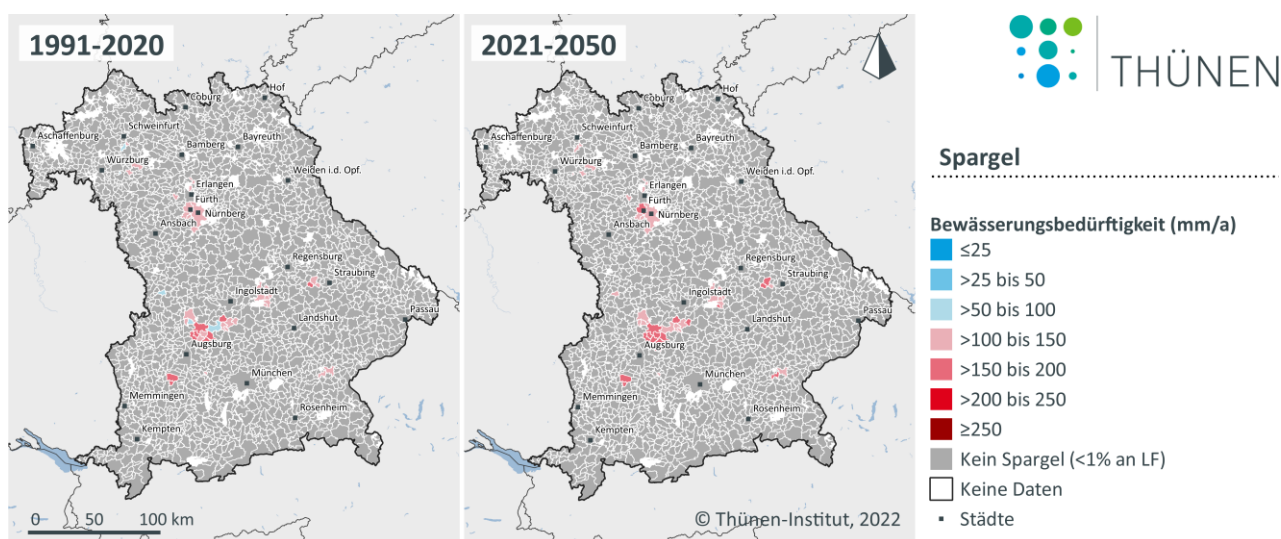 1991-2020
Hof
Coburg
Aschaffenburg
Schweinfurt
Bayreuth
Bamberg
Würzburg
Weiden i.d. Opf.
Erlangen
Fürth
Nürnberg
Ansbach
Regensburg
Straubing
Ingolstadt
Passau
Landshut
Augsburg
München
Memmingen
Rosenheim
Kempten
0 50 100 km
2021-2050
Hof
Coburg
Aschaffenburg
Schweinfurt
Bayreuth
Bamberg
Würzburg
Weiden i.d. Opf.
Erlangen
Fürth
Nürnberg
Ansbach
Regensburg
Straubing
Ingolstadt
Passau
Landshut
Augsburg
München
Memmingen
Rosenheim
Kempten
© Thünen-Institut, 2022
THÜNEN
Spargel
Bewässerungsbedürftigkeit (mm/a)
≤25
>25 bis 50
>50 bis 100
>100 bis 150
>150 bis 200
>200 bis 250
≥250
Kein Spargel (<1% an LF)
Keine Daten
Städte